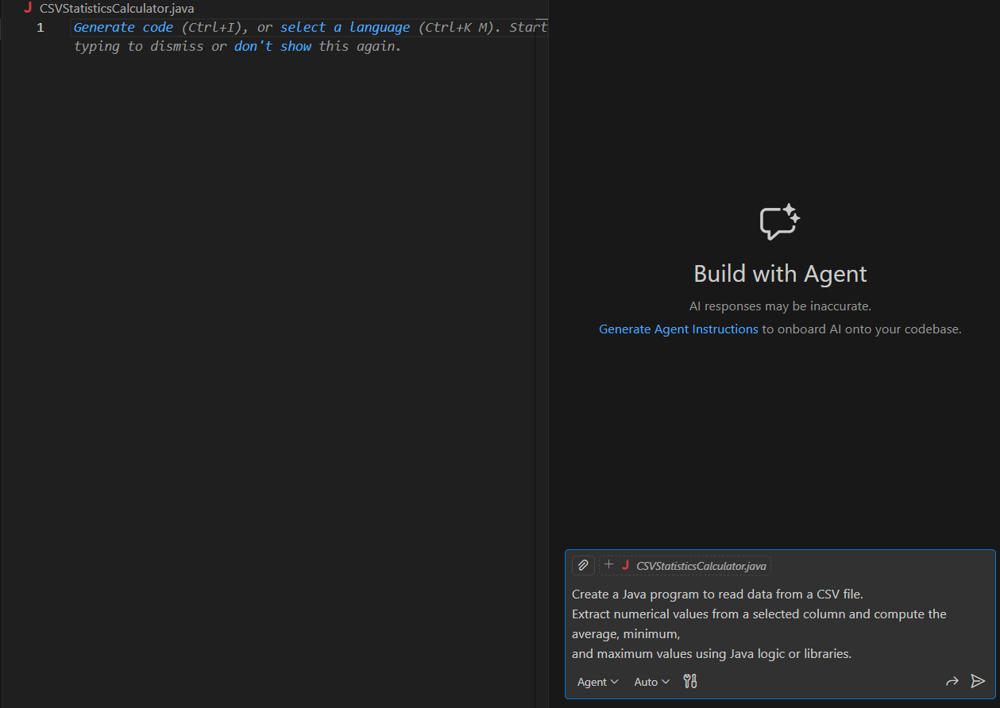 J CSVStatisticsCalculator.java
1 Generate code (Ctrl+I), or select a language (Ctrl+K M). Start
typing to dismiss or don't show this again.
Build with Agent
AI responses may be inaccurate.
Generate Agent Instructions to onboard AI onto your codebase.
+ J CSVStatisticsCalculator.java
Create a Java program to read data from a CSV file.
Extract numerical values from a selected column and compute the
average, minimum,
and maximum values using Java logic or libraries.
Agent Auto